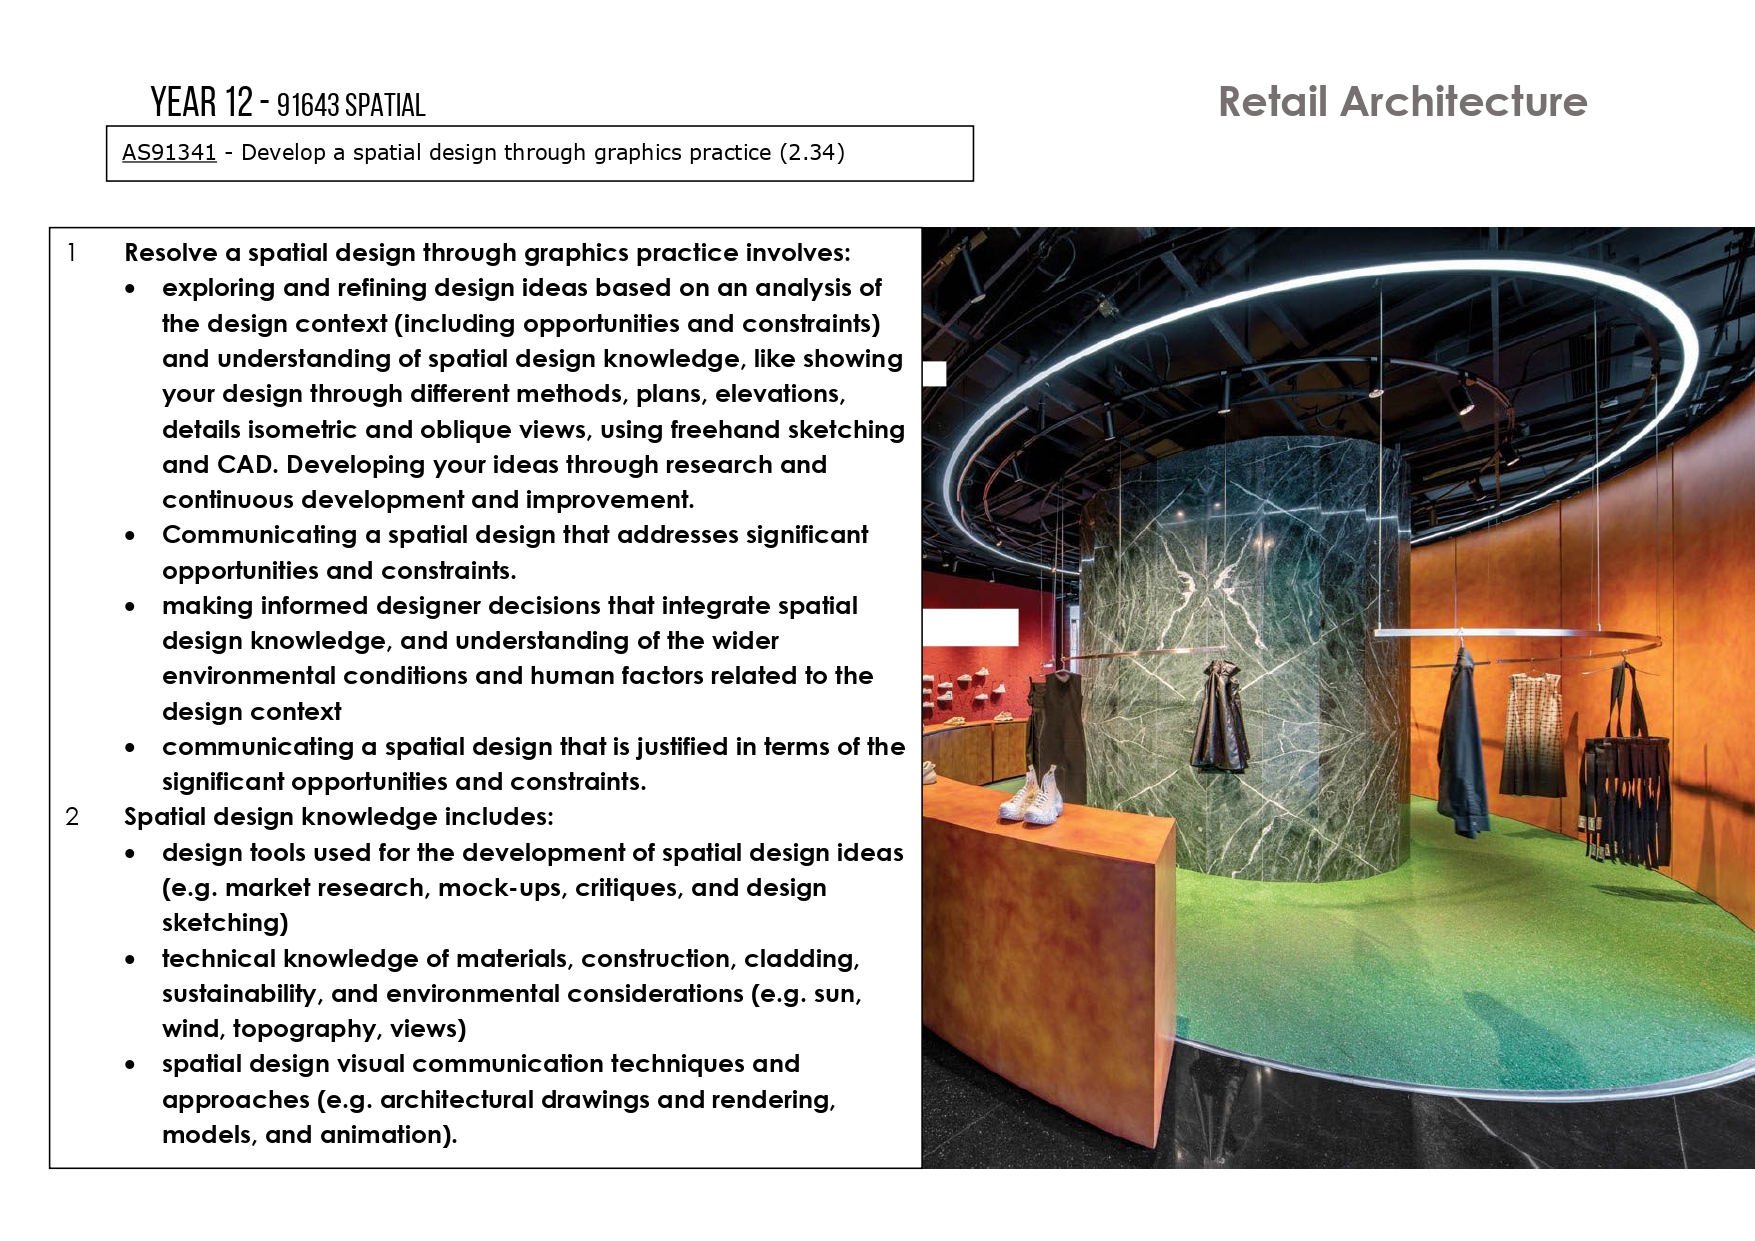 YEAR 12 - 91643 SPATIAL
Retail Architecture
AS91341 - Develop a spatial design through graphics practice (2.34)
1 Resolve a spatial design through graphics practice involves:
• exploring and refining design ideas based on an analysis of
the design context (including opportunities and constraints)
and understanding of spatial design knowledge, like showing
your design through different methods, plans, elevations,
details isometric and oblique views, using freehand sketching
and CAD. Developing your ideas through research and
continuous development and improvement.
• Communicating a spatial design that addresses significant
opportunities and constraints.
• making informed designer decisions that integrate spatial
design knowledge, and understanding of the wider
environmental conditions and human factors related to the
design context
• communicating a spatial design that is justified in terms of the
significant opportunities and constraints.
2 Spatial design knowledge includes:
• design tools used for the development of spatial design ideas
(e.g. market research, mock-ups, critiques, and design
sketching)
• technical knowledge of materials, construction, cladding,
sustainability, and environmental considerations (e.g. sun,
wind, topography, views)
• spatial design visual communication techniques and
approaches (e.g. architectural drawings and rendering,
models, and animation).